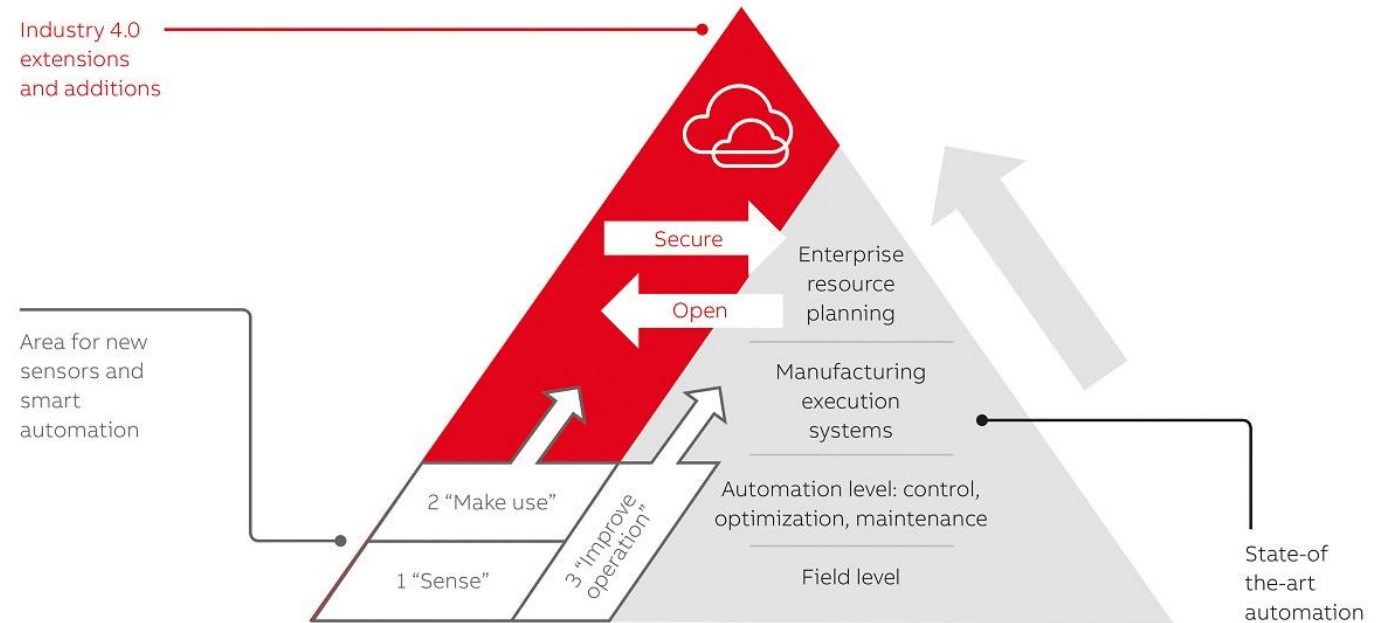 Industry 4.0
extensions
and additions
Secure
Open
Enterprise
resource
planning
Area for new
sensors and
smart
automation
Manufacturing
execution
systems
2 “Make use”
1 “Sense”
3 “Improve
operation”
Automation level: control,
optimization, maintenance
Field level
State-of
the-art
automation